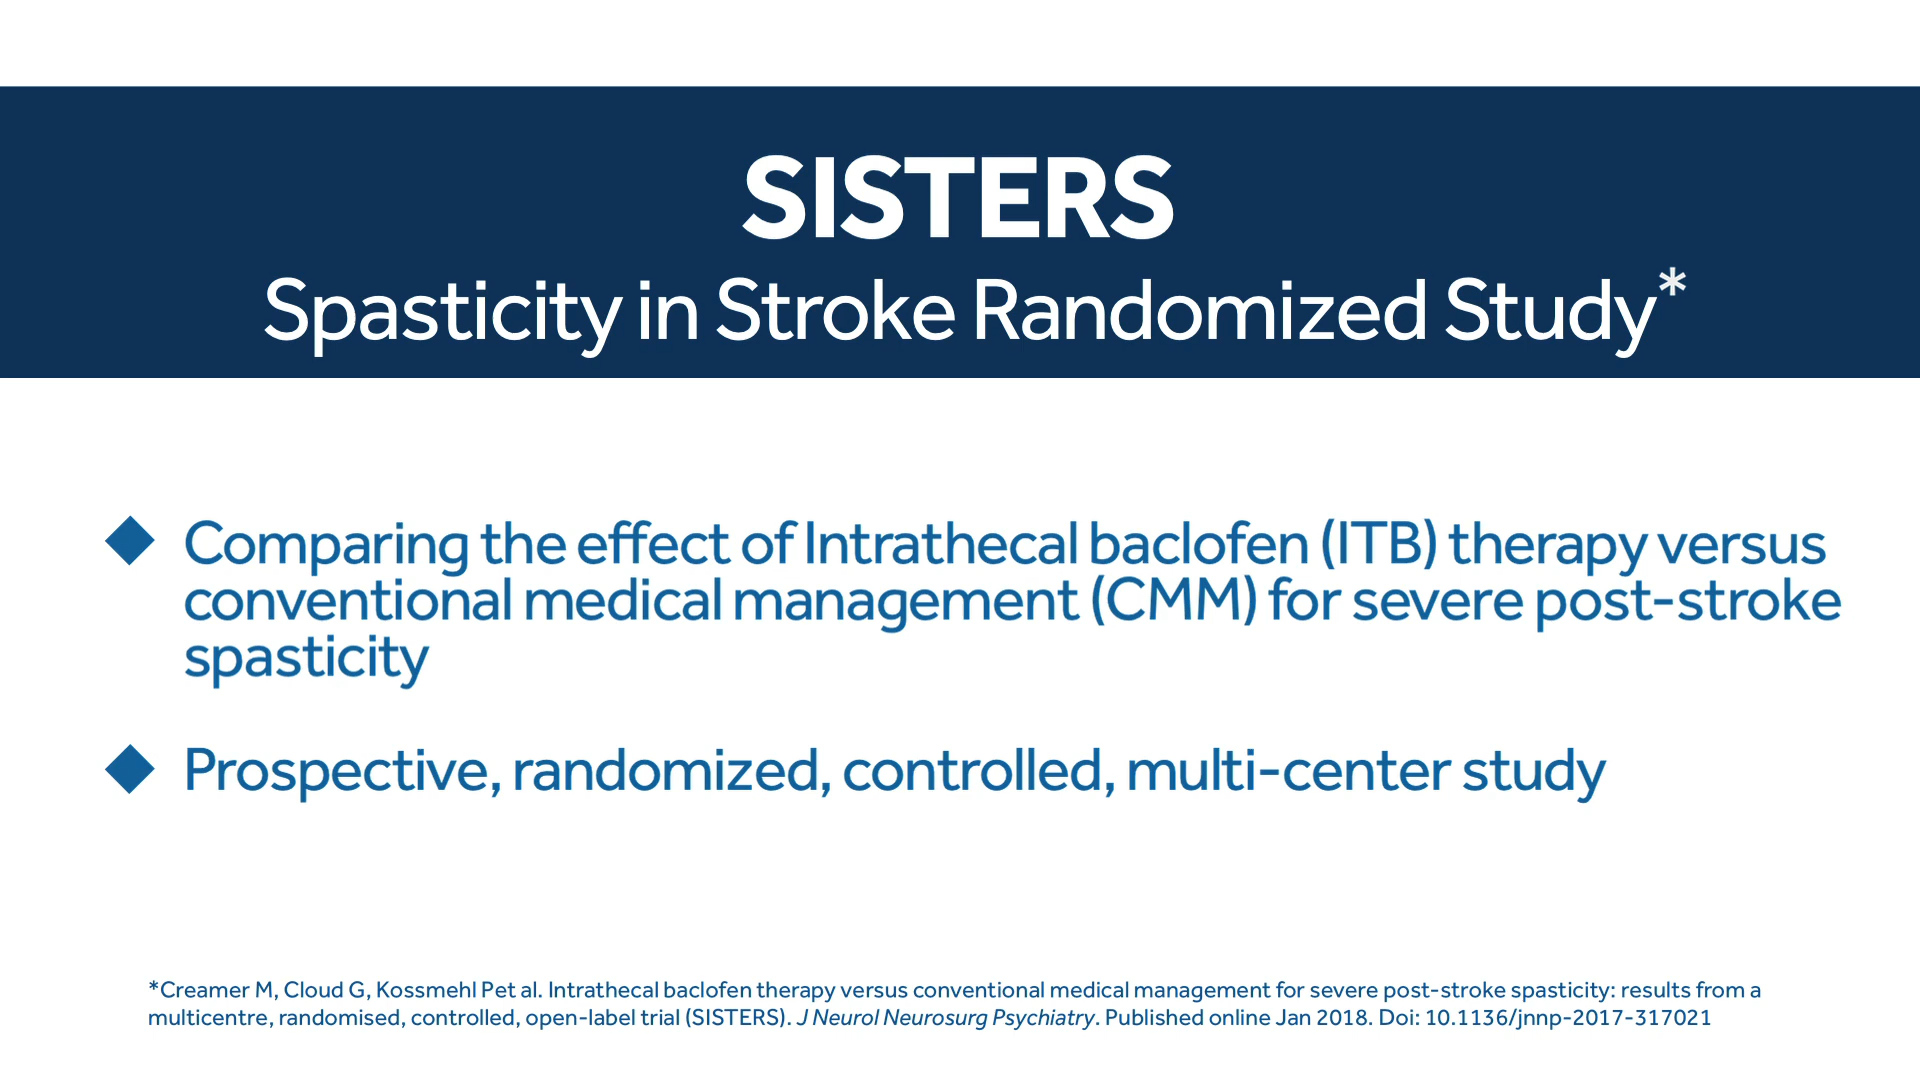 SISTERS
Spasticity in Stroke Randomized Study*
◆ Comparing the effect of Intrathecal baclofen (ITB) therapy versus
conventional medical management (CMM) for severe post-stroke
spasticity
◆ Prospective, randomized, controlled, multi-center study
*Creamer M, Cloud G, Kossmehl Pet al. Intrathecal baclofen therapy versus conventional medical management for severe post-stroke spasticity: results from a
multicentre, randomised, controlled, open-label trial (SISTERS). J Neurol Neurosurg Psychiatry. Published online Jan 2018. Doi: 10.1136/jnnp-2017-317021